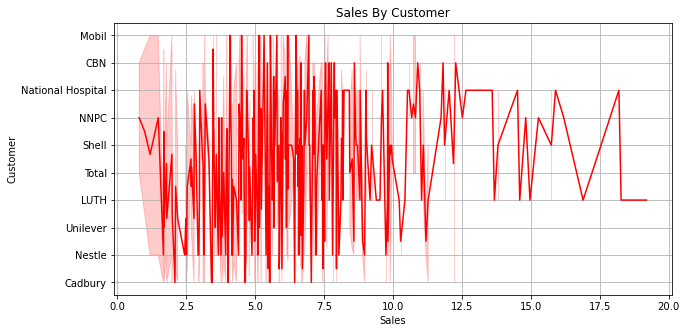 Sales By Customer
Mobil
CBN
National Hospital
NNPC
Shell
Total
LUTH
Unilever
Nestle
Cadbury
Customer
0.0 2.5 5.0 7.5 10.0 12.5 15.0 17.5 20.0
Sales